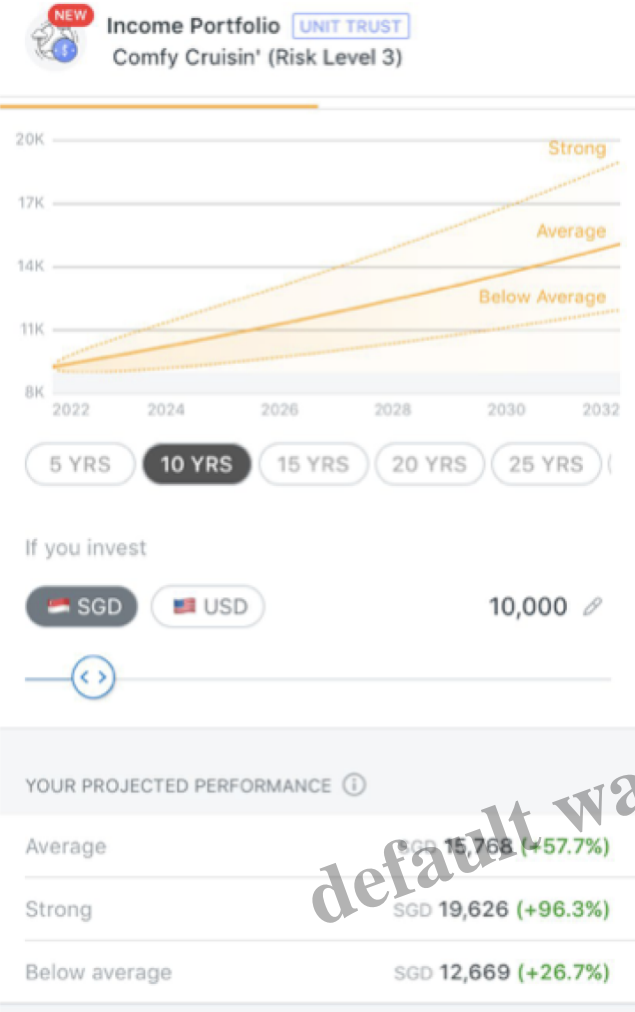 NEW
Income Portfolio UNIT TRUST
Comfy Cruisin' (Risk Level 3)
20K
Strong
17K
Average
14K
Below Average
11K
8K
2022 2024 2026 2028 2030 2032
5 YRS 10 YRS 15 YRS 20 YRS 25 YRS
If you invest
SGD USD 10,000
YOUR PROJECTED PERFORMANCE
default wa
Average SGD 15,768 (+57.7%)
Strong SGD 19,626 (+96.3%)
Below average SGD 12,669 (+26.7%)